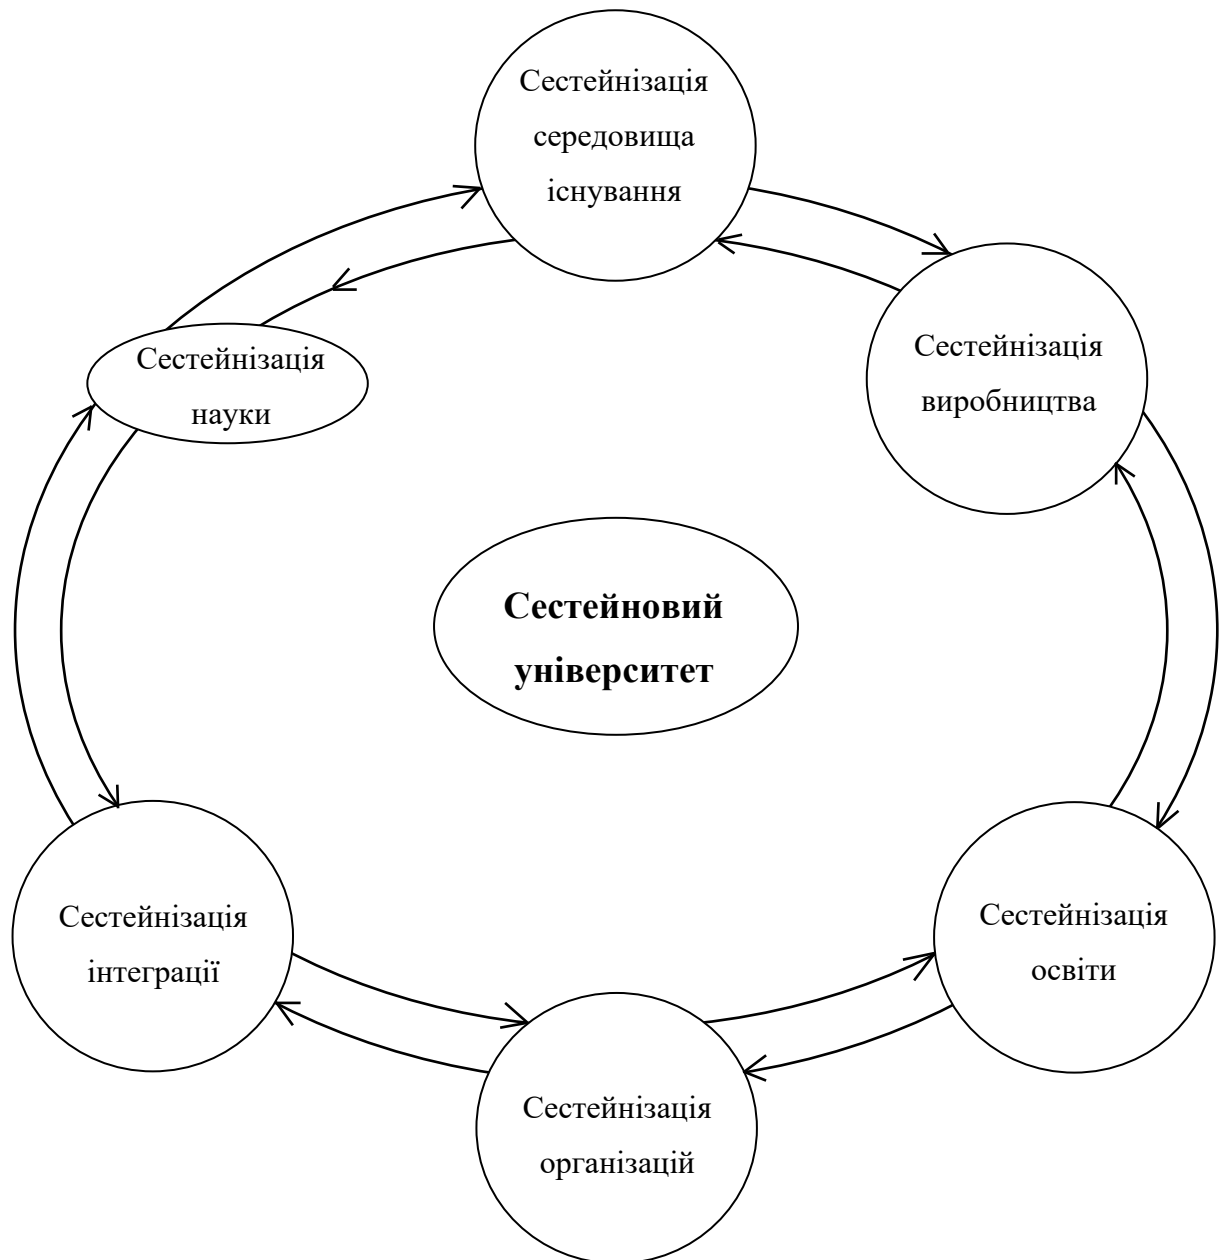 Сестейнізація
середовища
існування
Сестейнізація
виробництва
Сестейнізація
науки
Сестейновий
університет
Сестейнізація
інтеграції
Сестейнізація
освіти
Сестейнізація
організацій